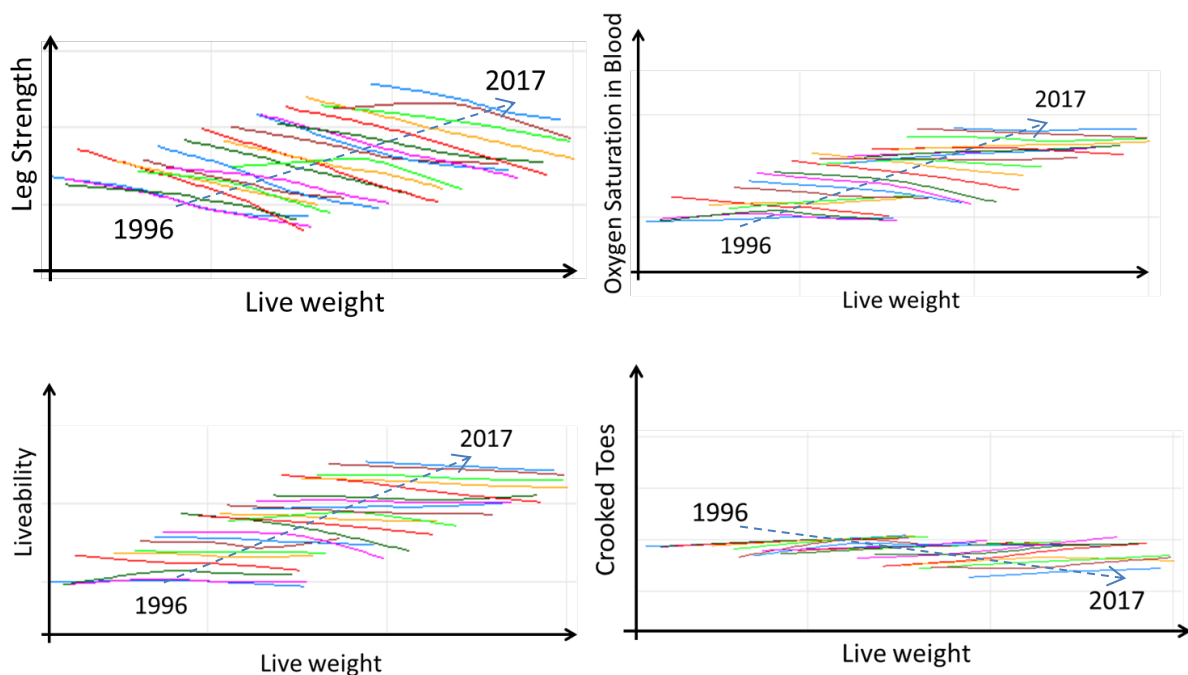 Leg Strength
2017
1996
Live weight
Oxygen Saturation in Blood
2017
1996
Live weight
Liveability
2017
1996
Live weight
Crooked Toes
1996
2017
Live weight